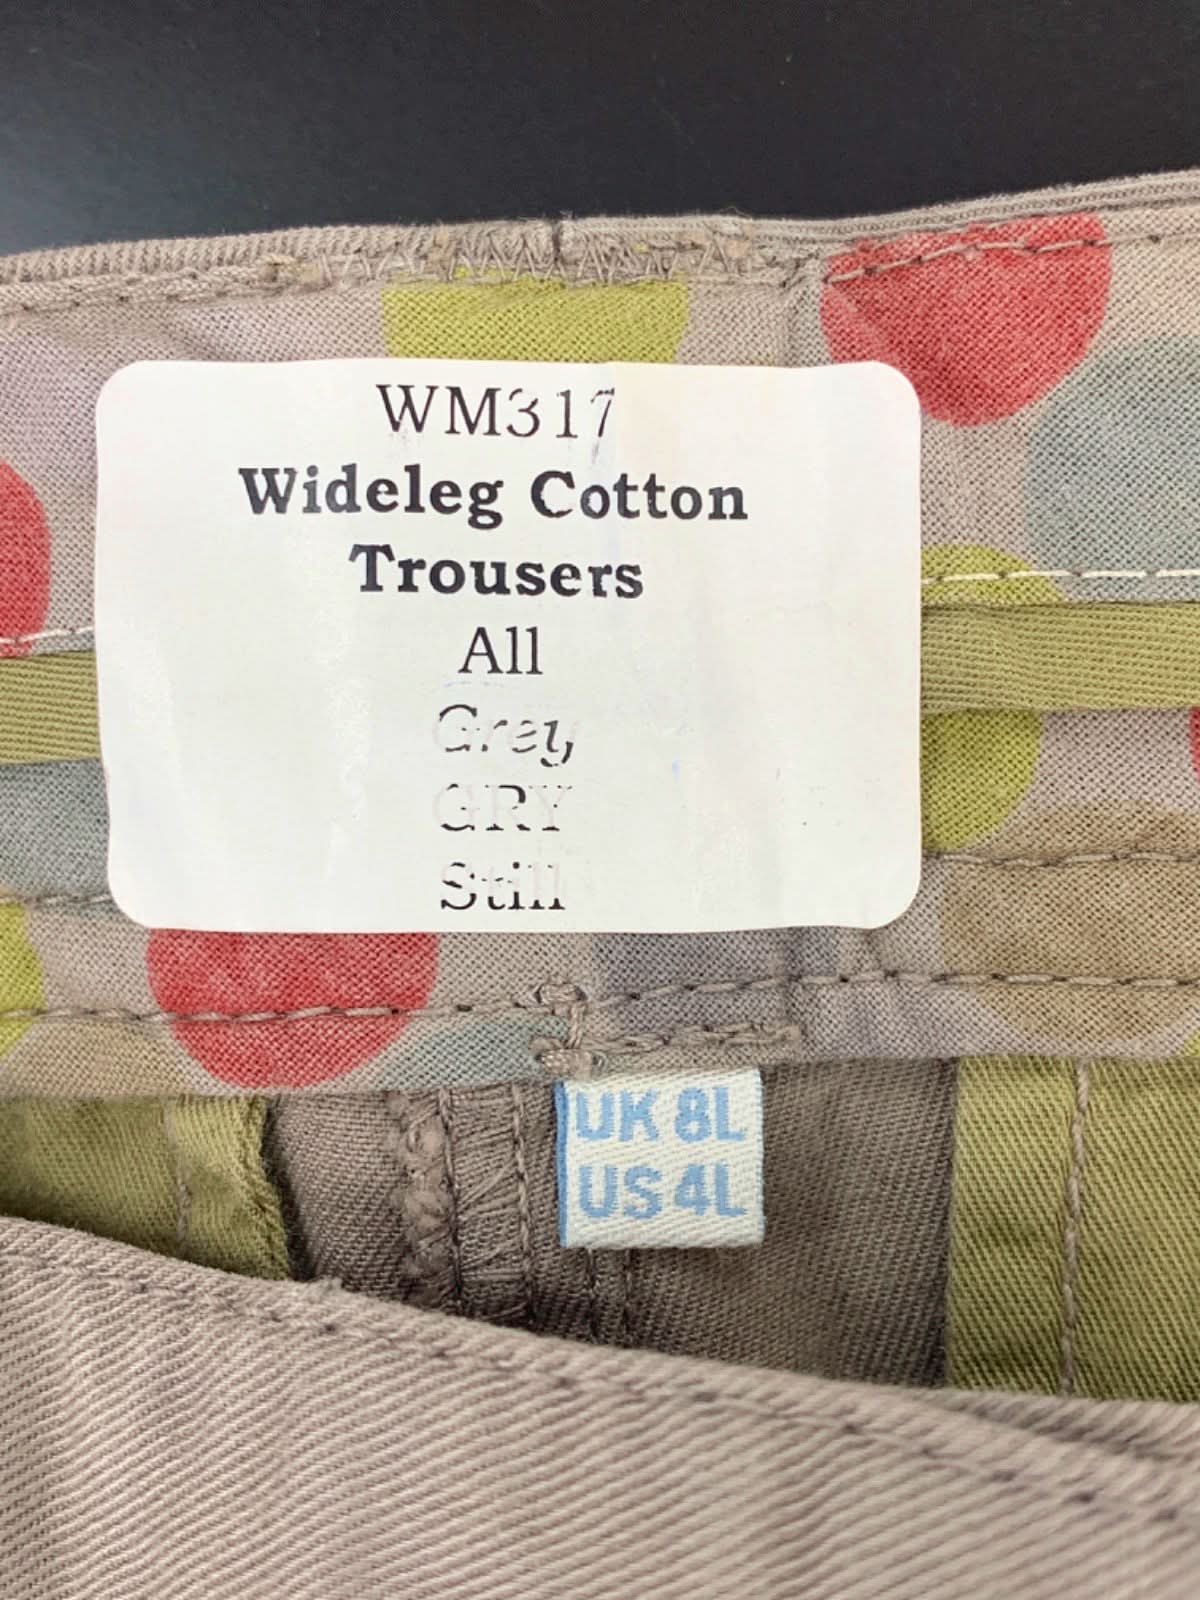 WM317
Wideleg Cotton
Trousers
All
Grey
GRY
Still
UK 8L
US 4L